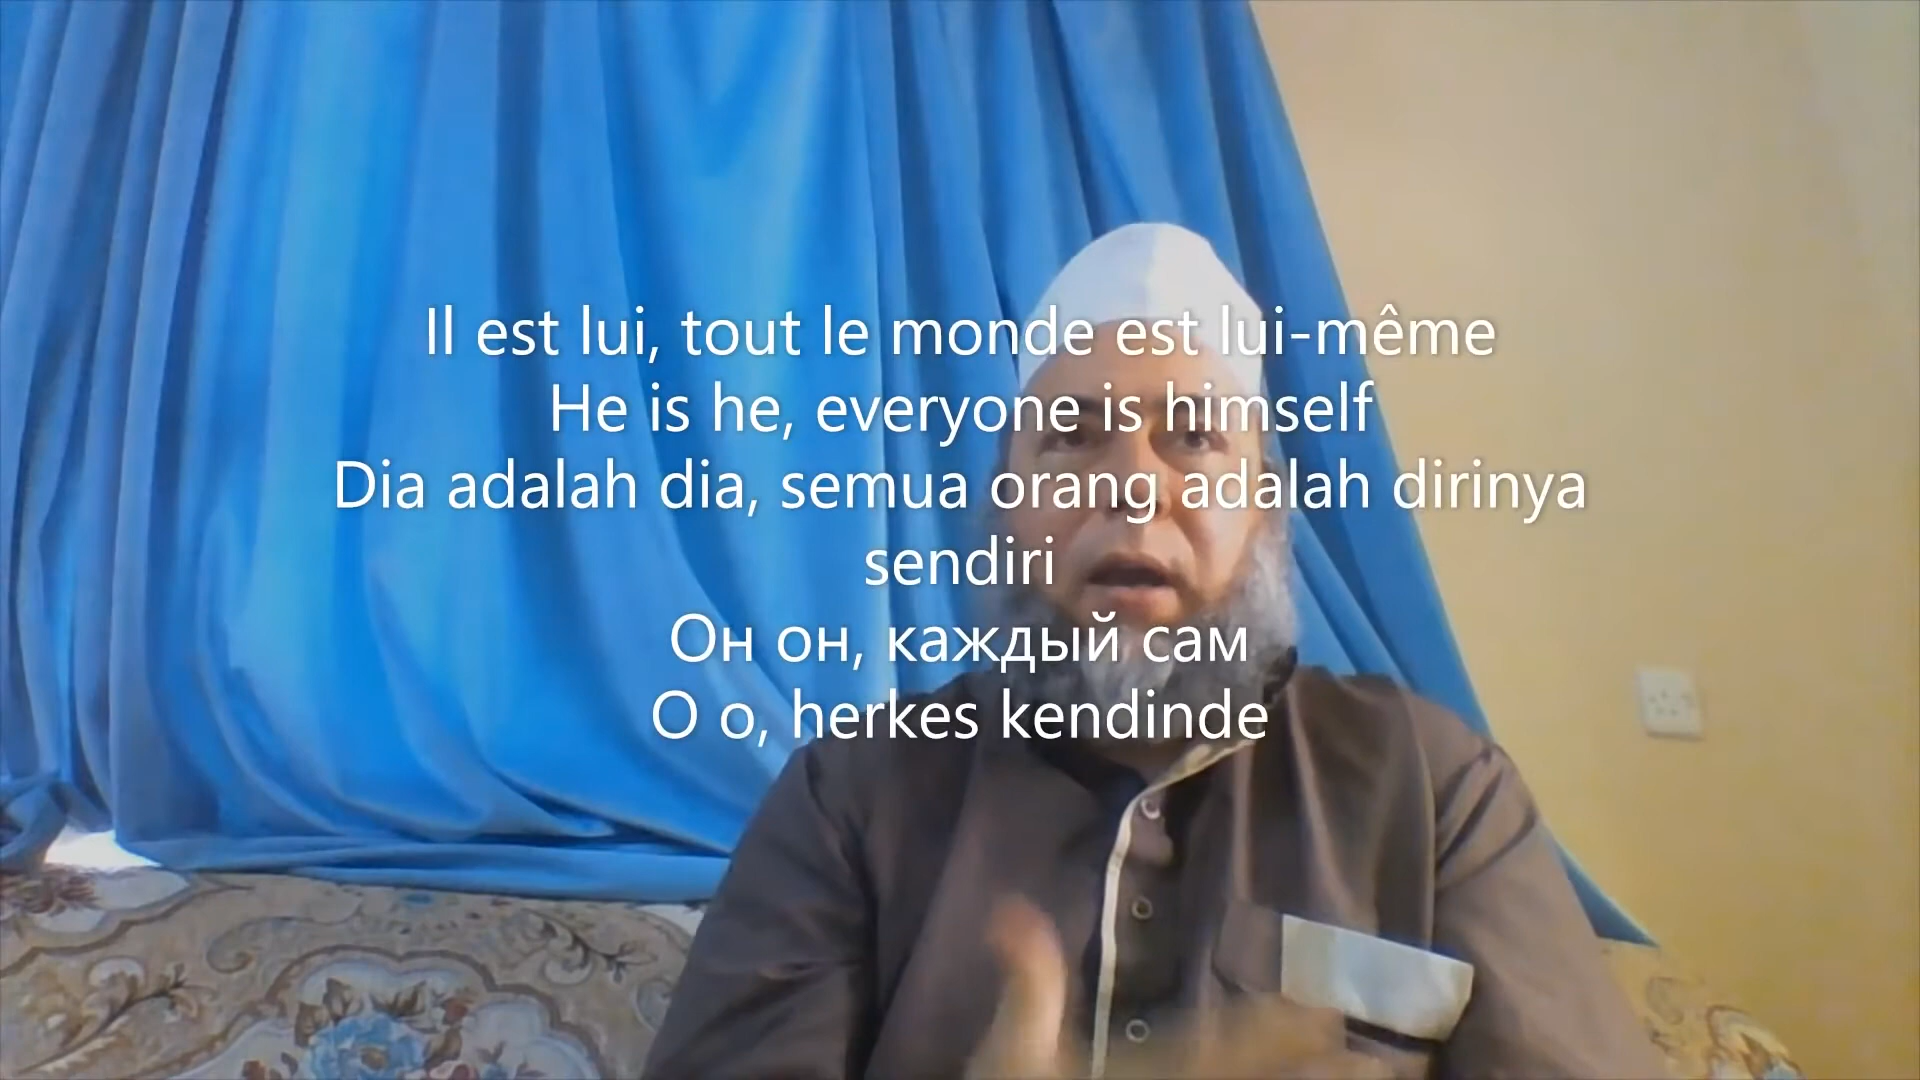 Il est lui, tout le monde est lui-même
He is he, everyone is himself
Dia adalah dia, semua orang adalah dirinya
sendiri
Он он, каждый сам
O o, herkes kendinde